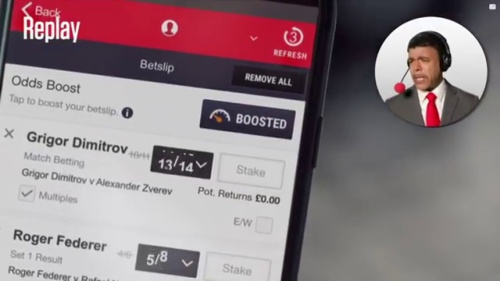 Back
Replay
3
REFRESH
Betslip
REMOVE ALL
Odds Boost
Tap to boost your betslip. i
BOOSTED
Grigor Dimitrov 10/11 13/14 Stake
Match Betting
Grigor Dimitrov v Alexander Zverev Pot. Returns £0.00
Multiples
E/W
Roger Federer 4/6 5/8 Stake
Set 1 Result
Roger Federer v